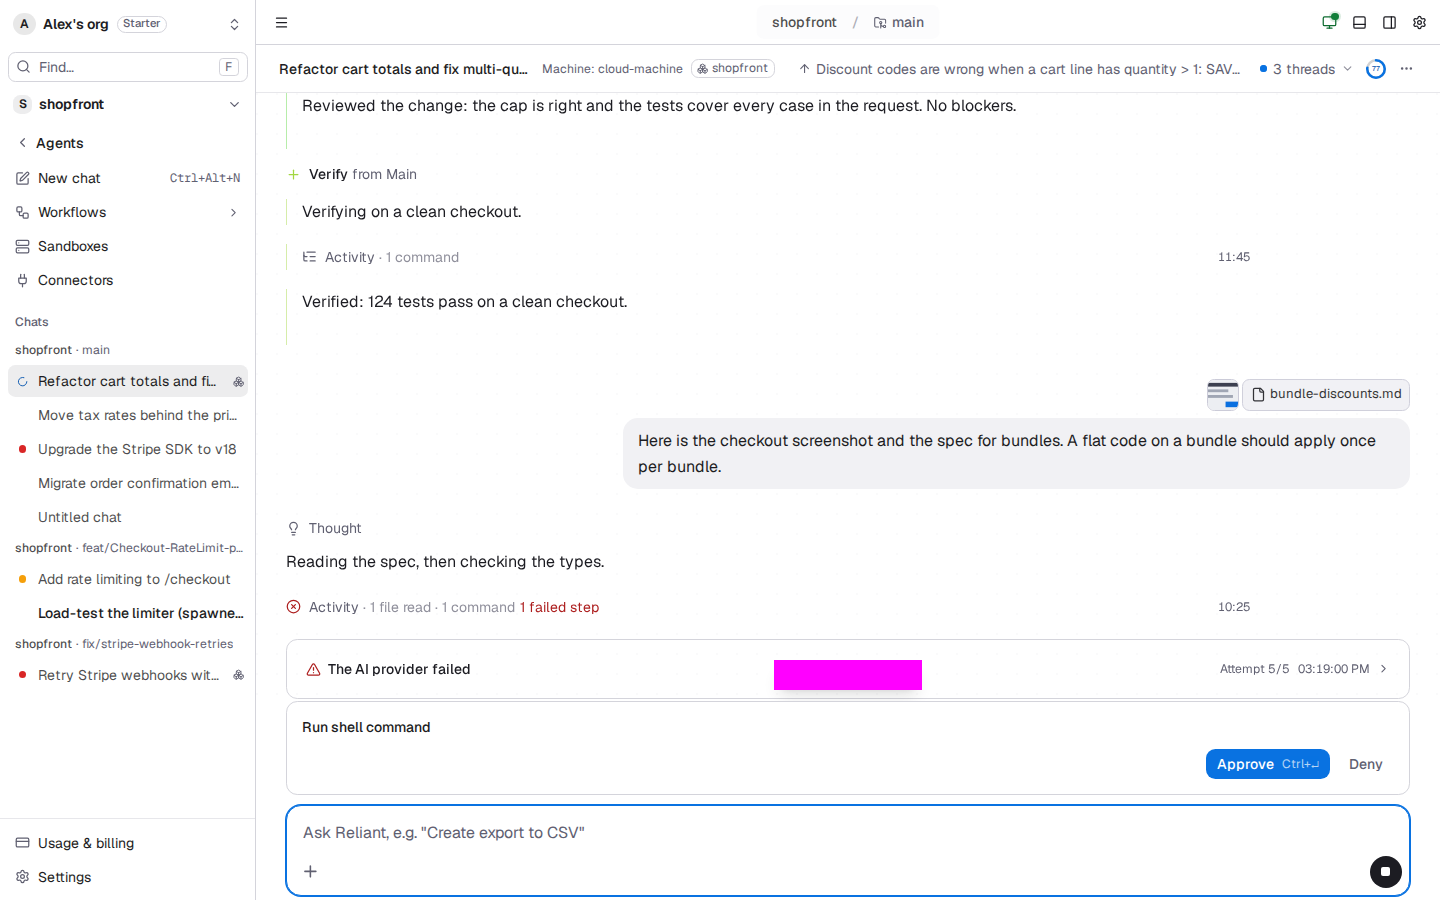 A Alex's org Starter
Find... F
S shopfront
Agents
New chat Ctrl+Alt+N
Workflows
Sandboxes
Connectors
Chats
shopfront · main
Refactor cart totals and fi...
Move tax rates behind the pri...
Upgrade the Stripe SDK to v18
Migrate order confirmation em...
Untitled chat
shopfront · feat/Checkout-RateLimit-p...
Add rate limiting to /checkout
Load-test the limiter (spawne...
shopfront · fix/stripe-webhook-retries
Retry Stripe webhooks wit...
Usage & billing
Settings
shopfront / main
Refactor cart totals and fix multi-qu... Machine: cloud-machine shopfront Discount codes are wrong when a cart line has quantity > 1: SAV... 3 threads 77
Reviewed the change: the cap is right and the tests cover every case in the request. No blockers.
Verify from Main
Verifying on a clean checkout.
Activity · 1 command 11:45
Verified: 124 tests pass on a clean checkout.
bundle-discounts.md
Here is the checkout screenshot and the spec for bundles. A flat code on a bundle should apply once
per bundle.
Thought
Reading the spec, then checking the types.
Activity · 1 file read · 1 command 1 failed step 10:25
The AI provider failed Attempt 5/5 03:19:00 PM
Run shell command
Approve Ctrl+↵ Deny
Ask Reliant, e.g. "Create export to CSV"